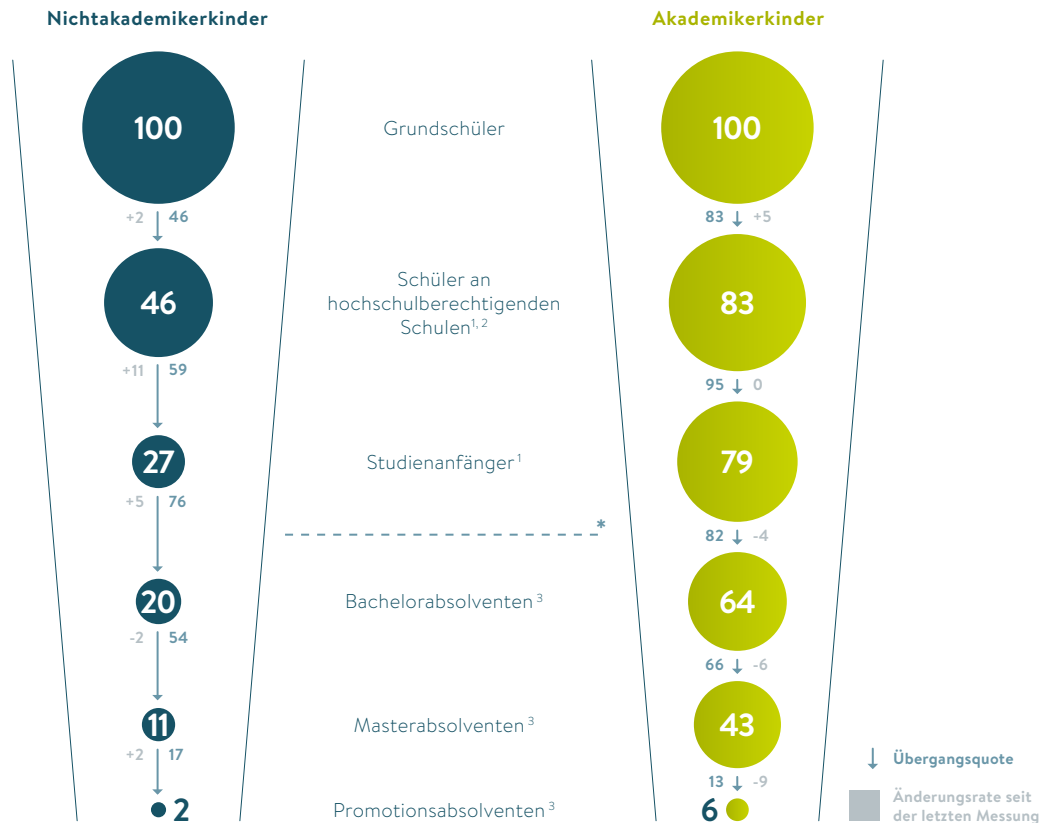 Nichtakademikerkinder
Akademikerkinder
100
Grundschüler
100
+2 46
83 +5
46
Schüler an
hochschulberechtigenden
Schulen1, 2
83
+11 59
95 0
27
Studienanfänger1
79
+5 76
*
82 -4
20
Bachelorabsolventen3
64
-2 54
66 -6
11
Masterabsolventen3
43
+2 17
13 -9
2
Promotionsabsolventen3
6
Übergangsquote
Änderungsrate seit
der letzten Messung